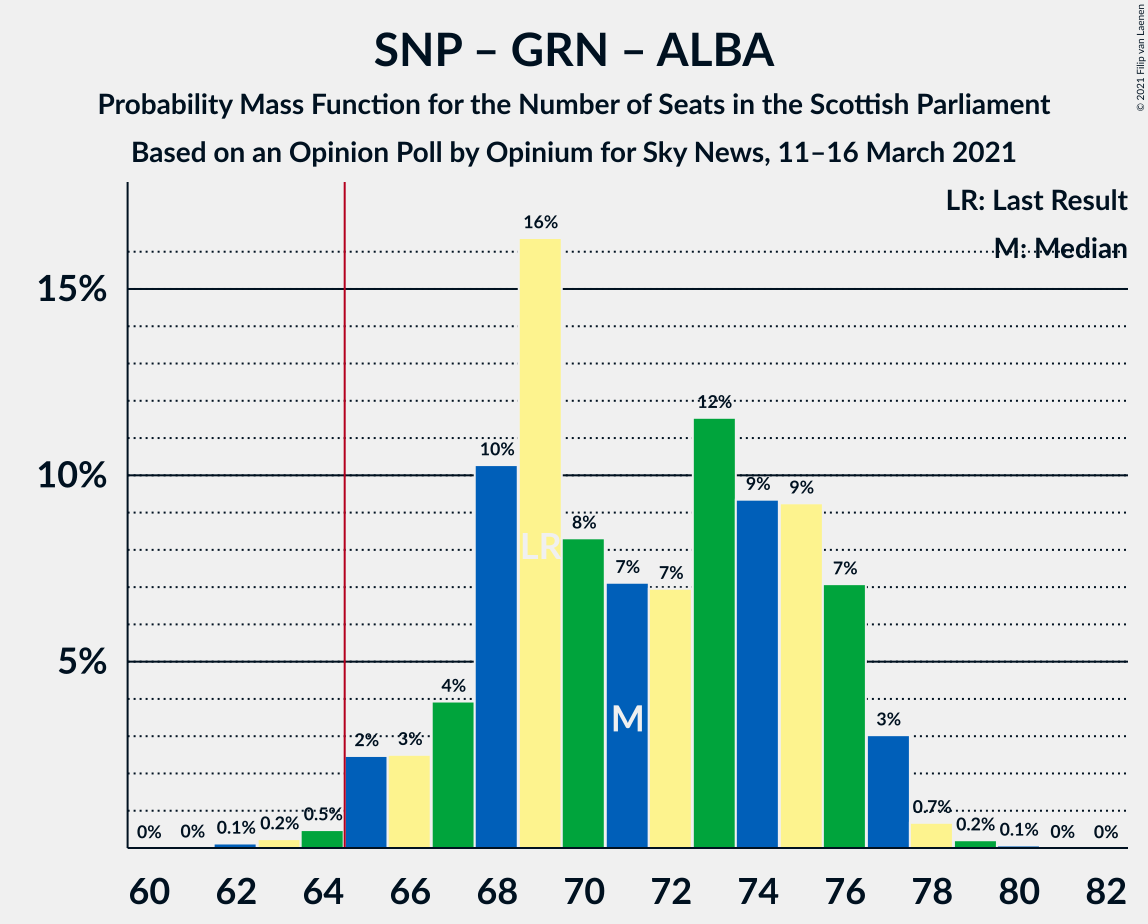 SNP – GRN – ALBA
Probability Mass Function for the Number of Seats in the Scottish Parliament
Based on an Opinion Poll by Opinium for Sky News, 11–16 March 2021
© 2021 Filip van Laenen
LR: Last Result
M: Median
15%
10%
5%
0%
0%
0.1%
0.2%
0.5%
2%
3%
4%
10%
16%
8%
7%
7%
12%
9%
9%
7%
3%
0.7%
0.2%
0.1%
0%
0%
LR
M
60 62 64 66 68 70 72 74 76 78 80 82